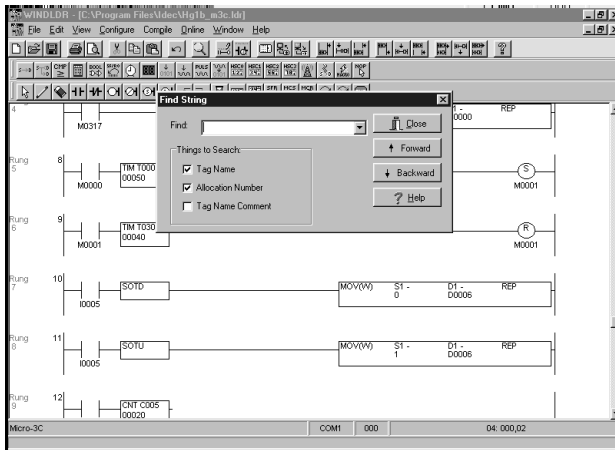 WINDLDR - [C:\Program Files\Idec\Hg1b_m3c.ldr]
File Edit View Configure Compile Online Window Help
Find String
Find:
Close
Forward
Backward
Help
Things to Search:
Tag Name
Allocation Number
Tag Name Comment
4
M0317
D1 - REP
0000
Rung 8
5
M0000
TIM T000
00050
S
M0001
Rung 9
6
M0001
TIM T030
00040
R
M0001
Rung 10
7
I0005
SOTD
MOV(W) S1 - D1 - REP
0 D0006
Rung 11
8
I0005
SOTU
MOV(W) S1 - D1 - REP
1 D0006
Rung 12
9
CNT C005
00020
Micro-3C COM1 000 04: 000,02